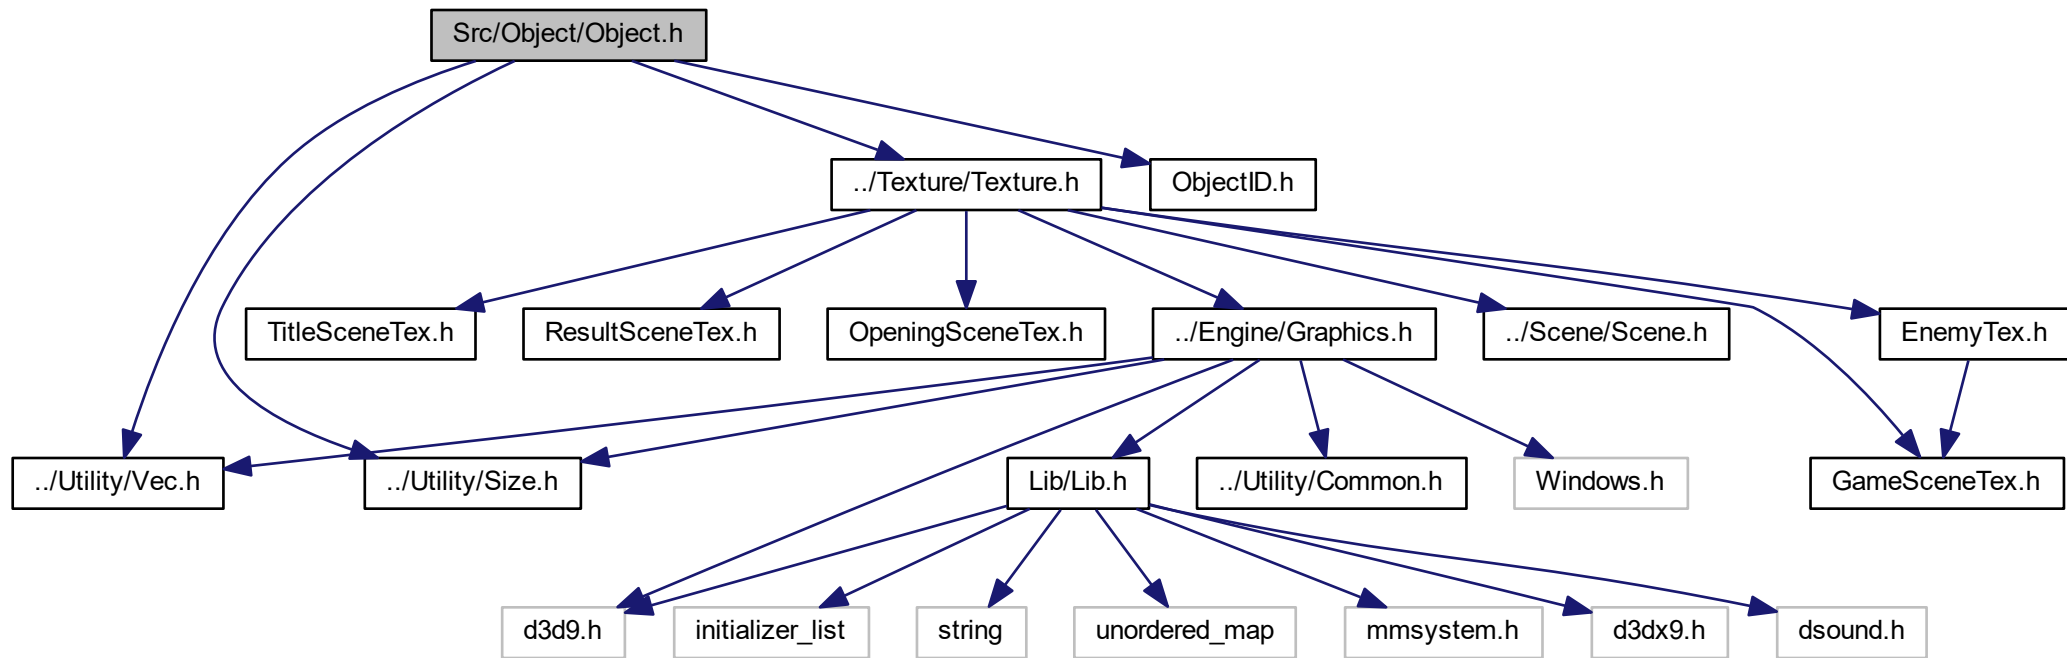 Src/Object/Object.h
../Texture/Texture.h
ObjectID.h
TitleSceneTex.h
ResultSceneTex.h
OpeningSceneTex.h
../Engine/Graphics.h
../Scene/Scene.h
EnemyTex.h
../Utility/Vec.h
../Utility/Size.h
Lib/Lib.h
../Utility/Common.h
Windows.h
GameSceneTex.h
d3d9.h
initializer_list
string
unordered_map
mmsystem.h
d3dx9.h
dsound.h